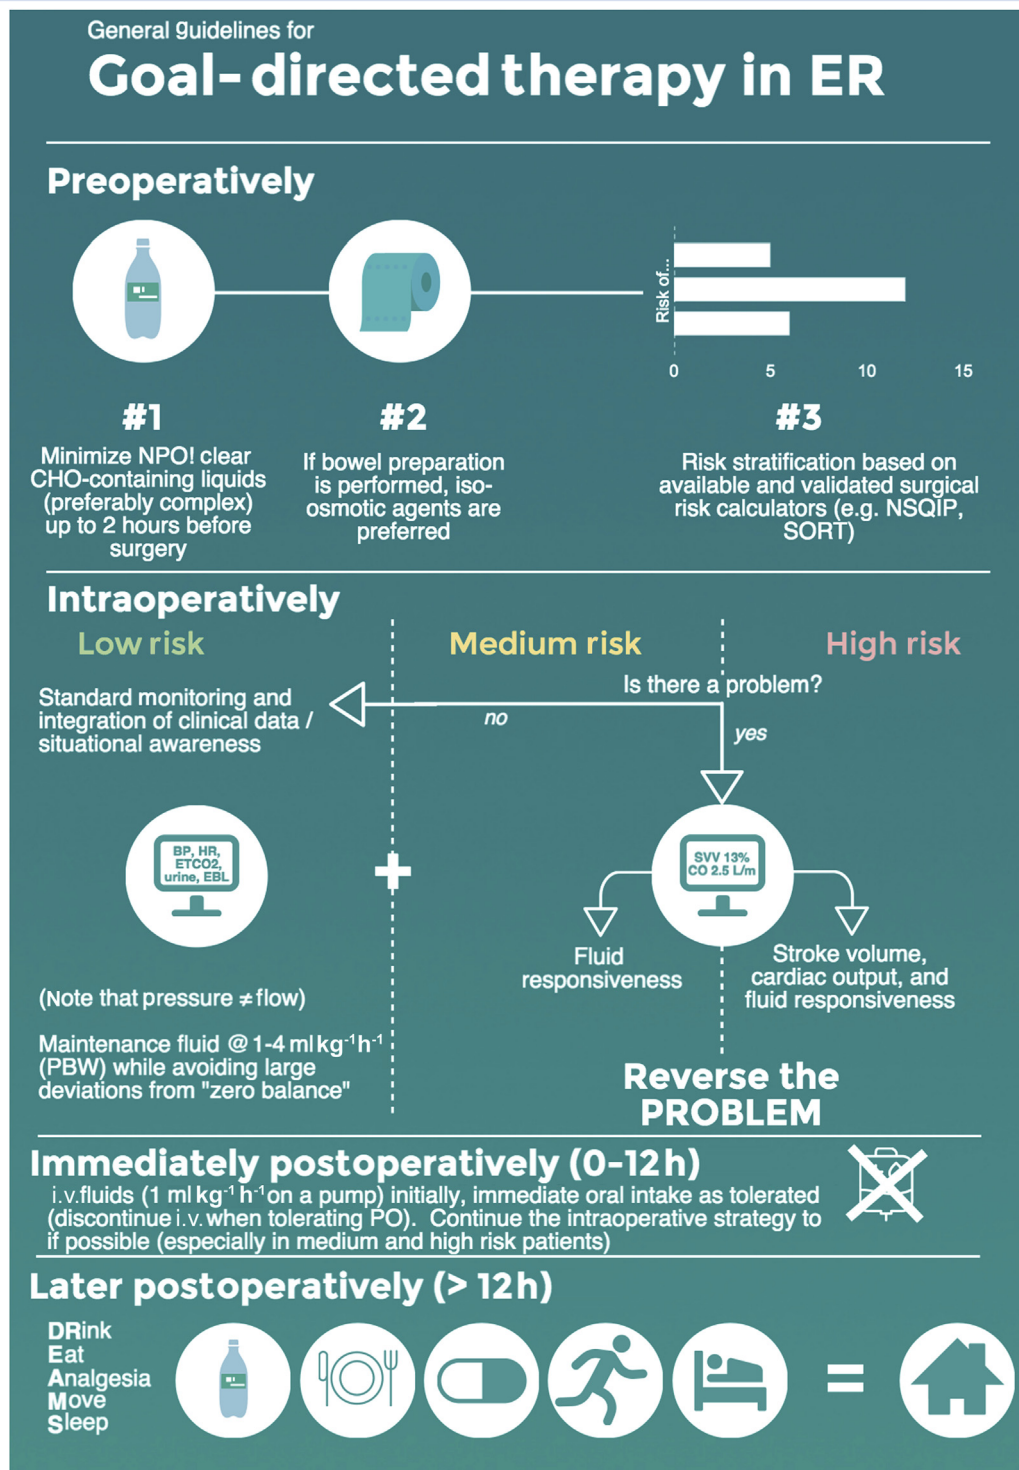 General guidelines for
Goal-directed therapy in ER
Preoperatively
Risk of...
0 5 10 15
#1
Minimize NPO! clear
CHO-containing liquids
(preferably complex)
up to 2 hours before
surgery
#2
If bowel preparation
is performed, iso-
osmotic agents are
preferred
#3
Risk stratification based on
available and validated surgical
risk calculators (e.g. NSQIP,
SORT)
Intraoperatively
Low risk
Medium risk
High risk
Is there a problem?
no
yes
Standard monitoring and
integration of clinical data /
situational awareness
BP, HR,
ETCO2,
urine, EBL
+
SVV 13%
CO 2.5 L/m
Fluid
responsiveness
Stroke volume,
cardiac output, and
fluid responsiveness
(Note that pressure ≠ flow)
Maintenance fluid @ 1-4 ml kg⁻¹h⁻¹
(PBW) while avoiding large
deviations from "zero balance"
Reverse the
PROBLEM
Immediately postoperatively (0-12h)
i.v.fluids (1 ml kg⁻¹ h⁻¹ on a pump) initially, immediate oral intake as tolerated
(discontinue i.v. when tolerating PO). Continue the intraoperative strategy to
if possible (especially in medium and high risk patients)
Later postoperatively (> 12h)
DRink
Eat
Analgesia
Move
Sleep
=